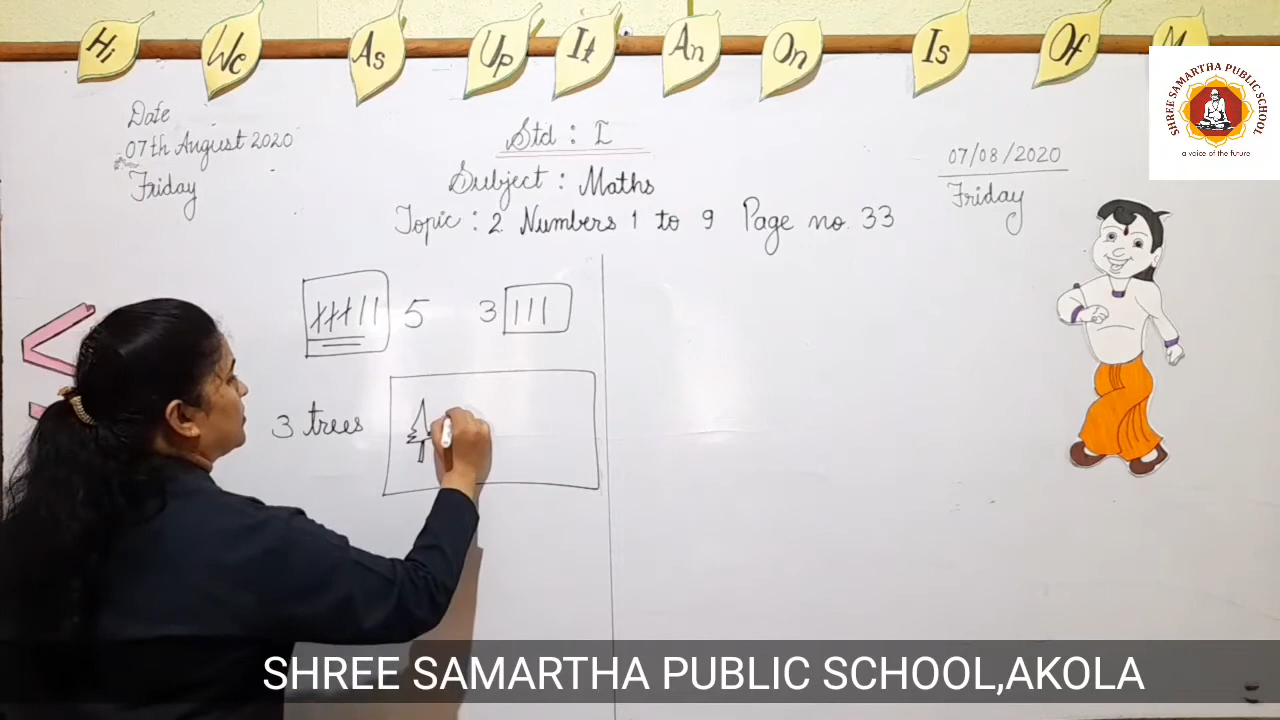 Hi We As Up It An On Is Of
SHREE SAMARTHA PUBLIC SCHOOL
a voice of the future
Date
07th August 2020
Friday
Std : I
Subject : Maths
Topic : 2 Numbers 1 to 9 Page no. 33
07/08/2020
Friday
5 3
3 trees
SHREE SAMARTHA PUBLIC SCHOOL,AKOLA